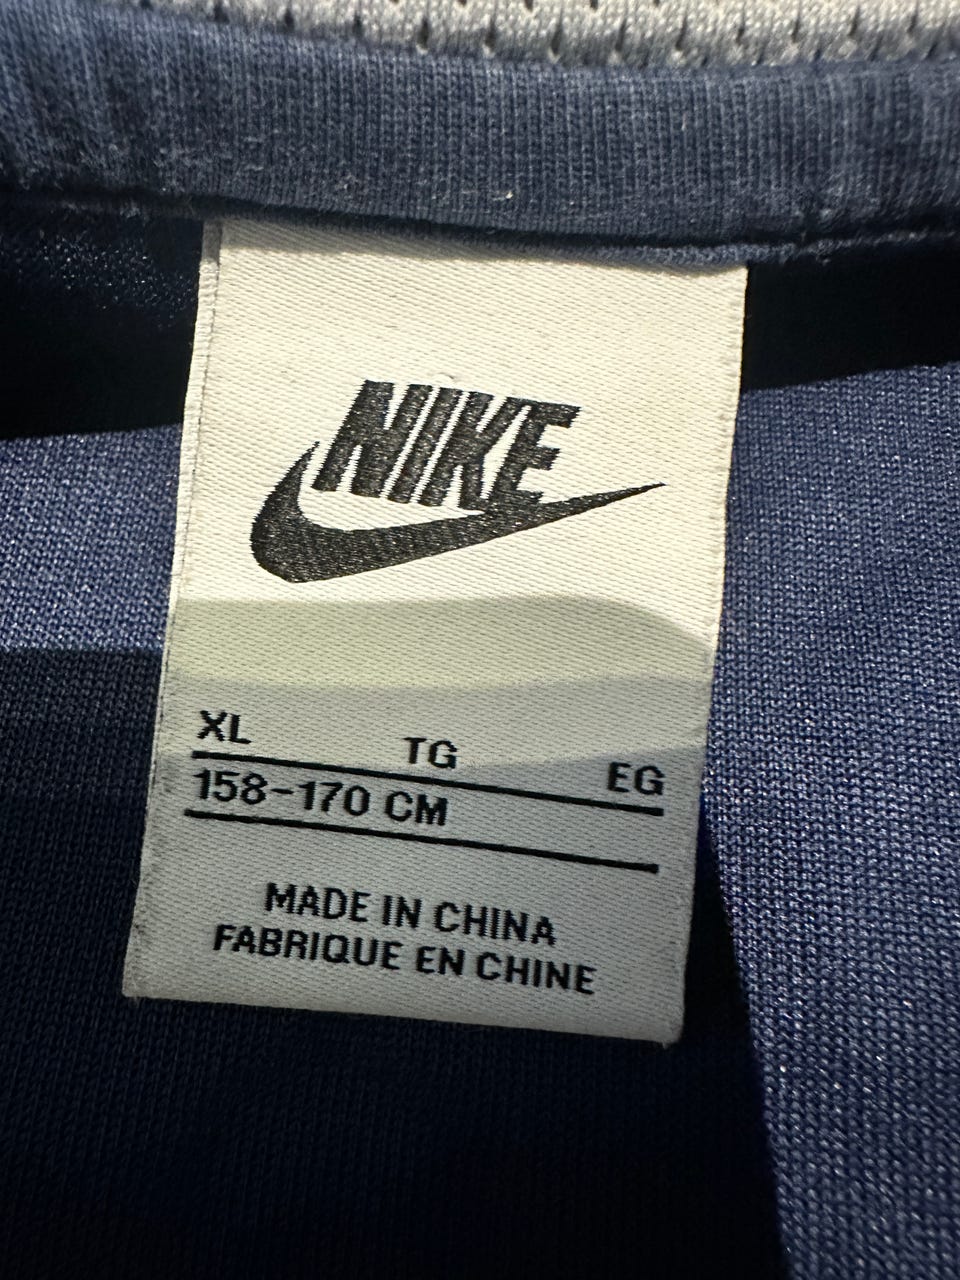 NIKE
XL TG EG
158-170 CM
MADE IN CHINA
FABRIQUE EN CHINE